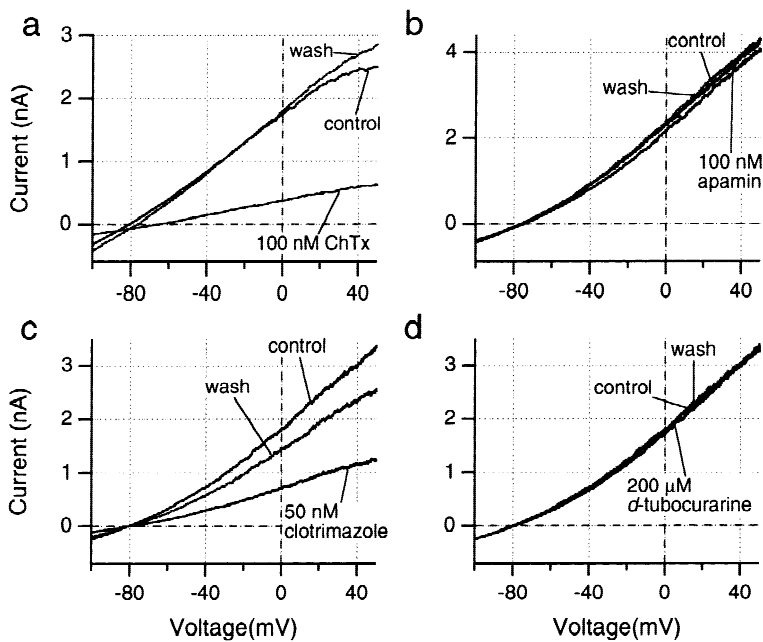 a
3
2
1
0
Current (nA)
wash
control
100 nM ChTx
-80
-40
0
40
b
4
2
0
control
wash
100 nM
apamin
-80
-40
0
40
c
3
2
1
0
Current (nA)
control
wash
50 nM
clotrimazole
-80
-40
0
40
Voltage(mV)
d
3
2
1
0
wash
control
200 µM
d-tubocurarine
-80
-40
0
40
Voltage(mV)